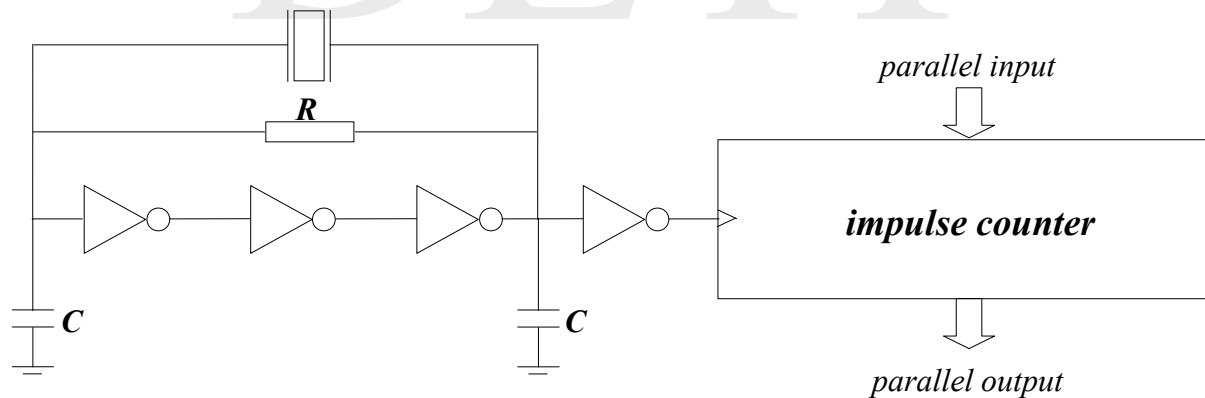 parallel input
R
impulse counter
C
C
parallel output